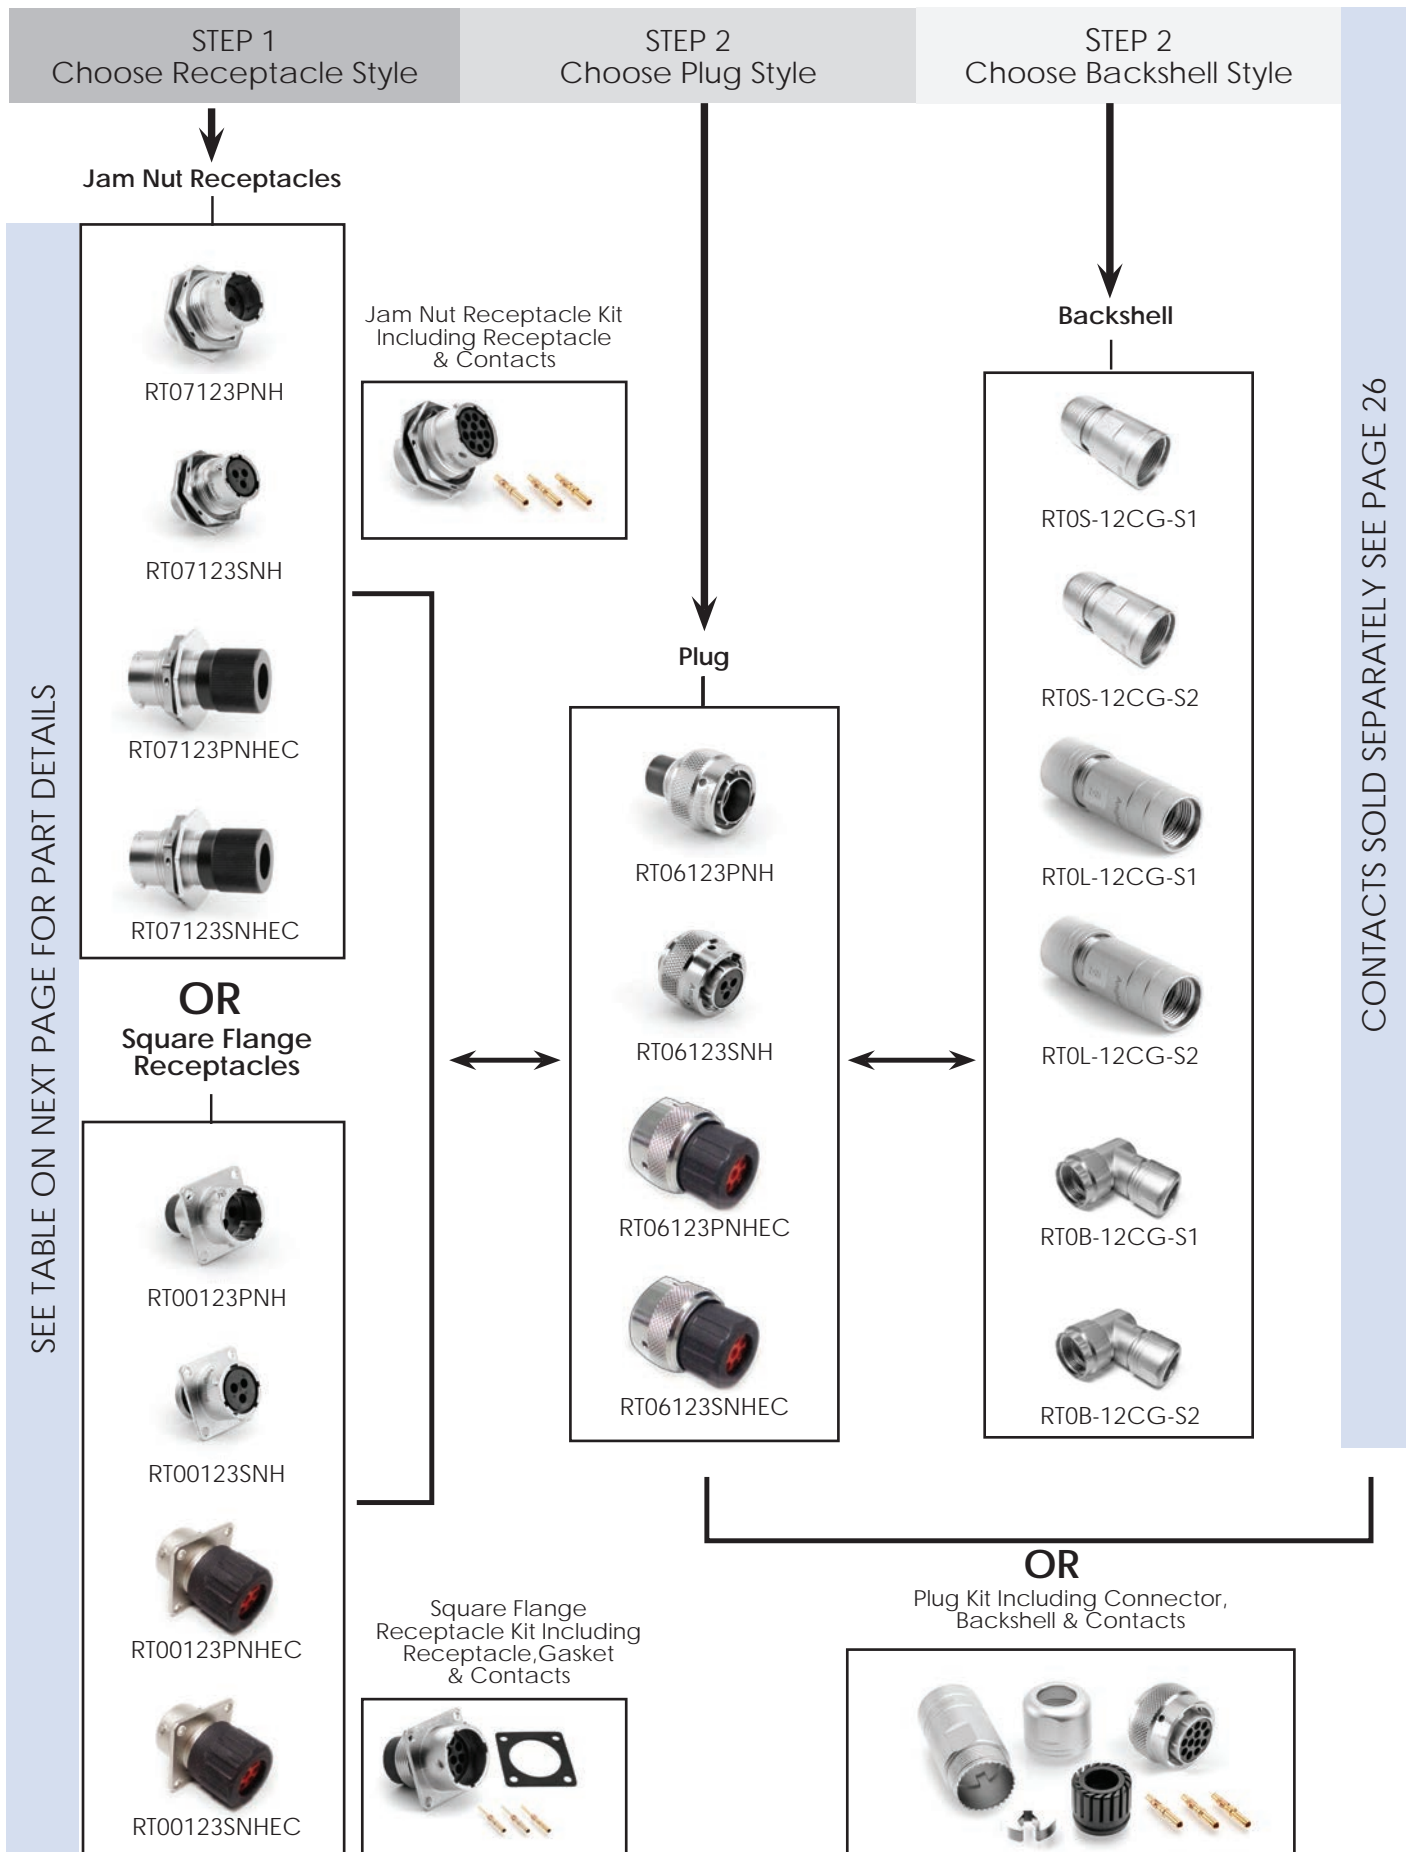 STEP 1
Choose Receptacle Style
STEP 2
Choose Plug Style
STEP 2
Choose Backshell Style
Jam Nut Receptacles
RT07123PNH
RT07123SNH
RT07123PNHEC
RT07123SNHEC
Jam Nut Receptacle Kit
Including Receptacle
& Contacts
OR
Square Flange
Receptacles
RT00123PNH
RT00123SNH
RT00123PNHEC
RT00123SNHEC
Square Flange
Receptacle Kit Including
Receptacle,Gasket
& Contacts
Plug
RT06123PNH
RT06123SNH
RT06123PNHEC
RT06123SNHEC
Backshell
RT0S-12CG-S1
RT0S-12CG-S2
RT0L-12CG-S1
RT0L-12CG-S2
RT0B-12CG-S1
RT0B-12CG-S2
OR
Plug Kit Including Connector,
Backshell & Contacts
SEE TABLE ON NEXT PAGE FOR PART DETAILS
CONTACTS SOLD SEPARATELY SEE PAGE 26